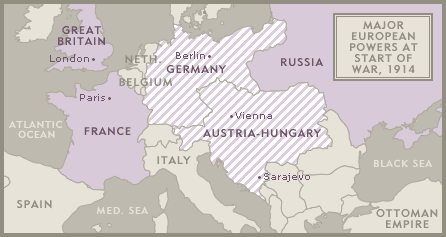 MAJOR
EUROPEAN
POWERS AT
START OF
WAR, 1914
GREAT
BRITAIN
London
NETH.
BELGIUM
Berlin
GERMANY
RUSSIA
Paris
FRANCE
Vienna
AUSTRIA-HUNGARY
ATLANTIC
OCEAN
ITALY
Sarajevo
BLACK SEA
SPAIN
MED. SEA
OTTOMAN
EMPIRE